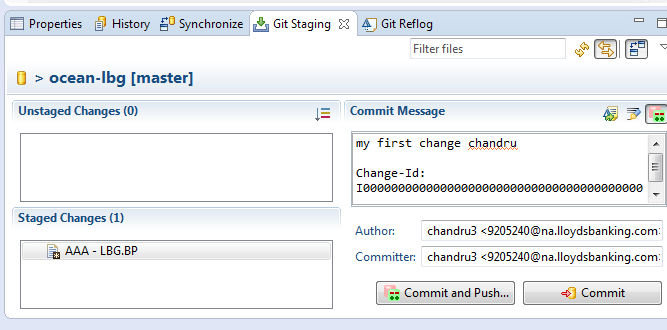 Properties History Synchronize Git Staging Git Reflog
Filter files
> ocean-lbg [master]
Unstaged Changes (0)
Commit Message
my first change chandru
Change-Id:
I0000000000000000000000000000000000000000
Staged Changes (1)
AAA - LBG.BP
Author: chandru3 <9205240@na.lloydsbanking.com>
Committer: chandru3 <9205240@na.lloydsbanking.com>
Commit and Push... Commit